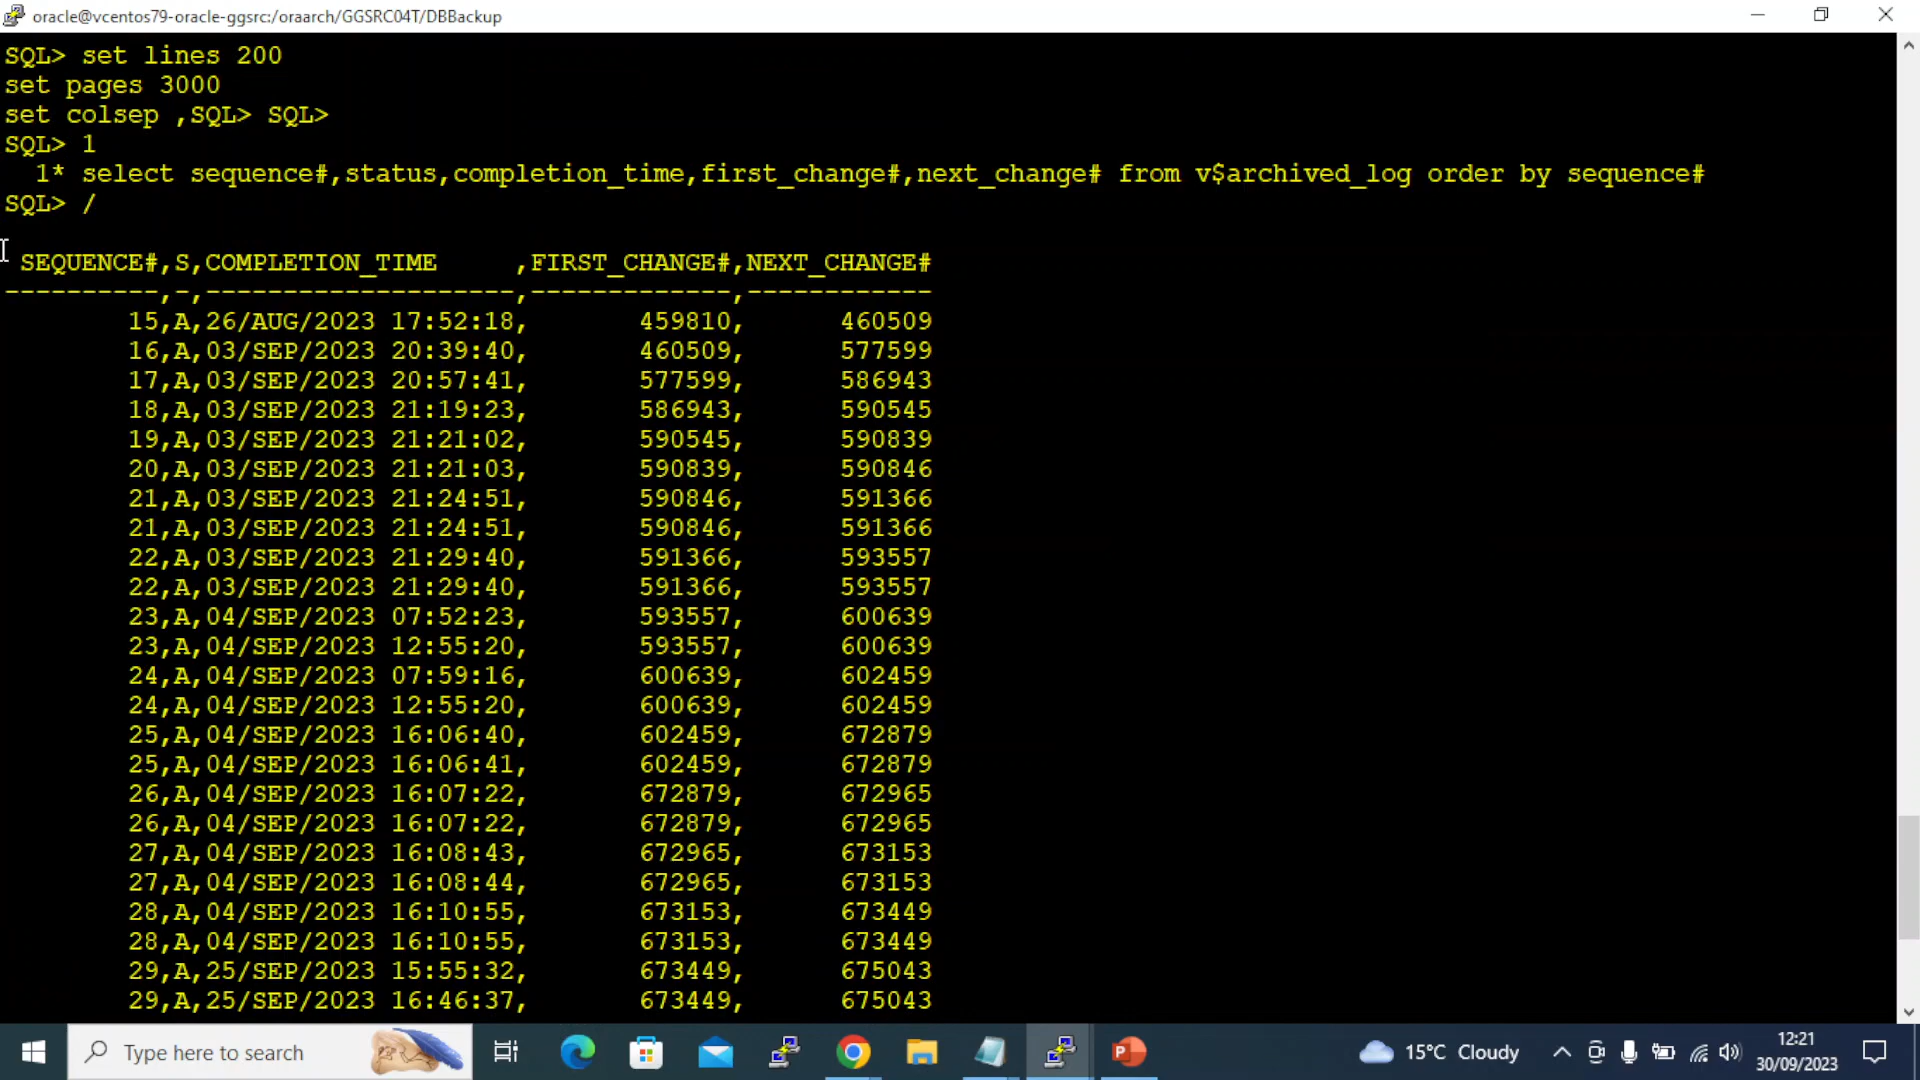 oracle@vcentos79-oracle-ggsrc:/oraarch/GGSRC04T/DBBackup
SQL> set lines 200
set pages 3000
set colsep ,SQL> SQL>
SQL> l
1* select sequence#,status,completion_time,first_change#,next_change# from v$archived_log order by sequence#
SQL> /
SEQUENCE#,S,COMPLETION_TIME     ,FIRST_CHANGE#,NEXT_CHANGE#
----------,-,--------------------,-------------,------------
15,A,26/AUG/2023 17:52:18,       459810,      460509
16,A,03/SEP/2023 20:39:40,       460509,      577599
17,A,03/SEP/2023 20:57:41,       577599,      586943
18,A,03/SEP/2023 21:19:23,       586943,      590545
19,A,03/SEP/2023 21:21:02,       590545,      590839
20,A,03/SEP/2023 21:21:03,       590839,      590846
21,A,03/SEP/2023 21:24:51,       590846,      591366
21,A,03/SEP/2023 21:24:51,       590846,      591366
22,A,03/SEP/2023 21:29:40,       591366,      593557
22,A,03/SEP/2023 21:29:40,       591366,      593557
23,A,04/SEP/2023 07:52:23,       593557,      600639
23,A,04/SEP/2023 12:55:20,       593557,      600639
24,A,04/SEP/2023 07:59:16,       600639,      602459
24,A,04/SEP/2023 12:55:20,       600639,      602459
25,A,04/SEP/2023 16:06:40,       602459,      672879
25,A,04/SEP/2023 16:06:41,       602459,      672879
26,A,04/SEP/2023 16:07:22,       672879,      672965
26,A,04/SEP/2023 16:07:22,       672879,      672965
27,A,04/SEP/2023 16:08:43,       672965,      673153
27,A,04/SEP/2023 16:08:44,       672965,      673153
28,A,04/SEP/2023 16:10:55,       673153,      673449
28,A,04/SEP/2023 16:10:55,       673153,      673449
29,A,25/SEP/2023 15:55:32,       673449,      675043
29,A,25/SEP/2023 16:46:37,       673449,      675043
Type here to search
15°C Cloudy
12:21
30/09/2023